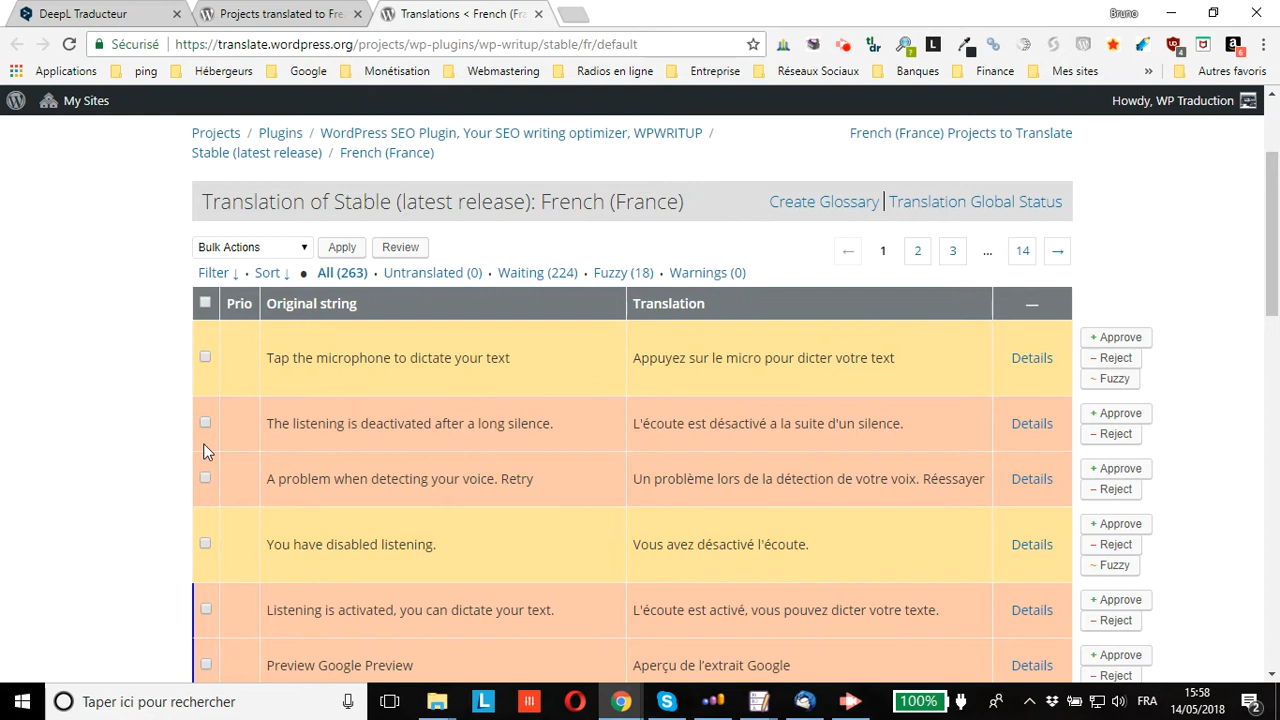 DeepL Traducteur
Projects translated to Fre
Translations < French (Fra
Bruno
Sécurisé
https://translate.wordpress.org/projects/wp-plugins/wp-writup/stable/fr/default
Applications
ping
Hébergeurs
Google
Monétisation
Webmastering
Radios en ligne
Entreprise
Réseaux Sociaux
Banques
Finance
Mes sites
»
Autres favoris
My Sites
Howdy, WP Traduction
Projects / Plugins / WordPress SEO Plugin, Your SEO writing optimizer, WPWRITUP /
French (France) Projects to Translate
Stable (latest release) / French (France)
Translation of Stable (latest release): French (France)
Create Glossary | Translation Global Status
Bulk Actions
Apply
Review
← 1 2 3 ... 14 →
Filter ↓ • Sort ↓ • All (263) • Untranslated (0) • Waiting (224) • Fuzzy (18) • Warnings (0)
Prio Original string Translation —
Tap the microphone to dictate your text
Appuyez sur le micro pour dicter votre text
Details
+ Approve
– Reject
~ Fuzzy
The listening is deactivated after a long silence.
L'écoute est désactivé a la suite d'un silence.
Details
+ Approve
– Reject
A problem when detecting your voice. Retry
Un problème lors de la détection de votre voix. Réessayer
Details
+ Approve
– Reject
You have disabled listening.
Vous avez désactivé l'écoute.
Details
+ Approve
– Reject
~ Fuzzy
Listening is activated, you can dictate your text.
L'écoute est activé, vous pouvez dicter votre texte.
Details
+ Approve
– Reject
Preview Google Preview
Aperçu de l’extrait Google
Details
+ Approve
– Reject
Taper ici pour rechercher
100%
FRA
15:58
14/05/2018